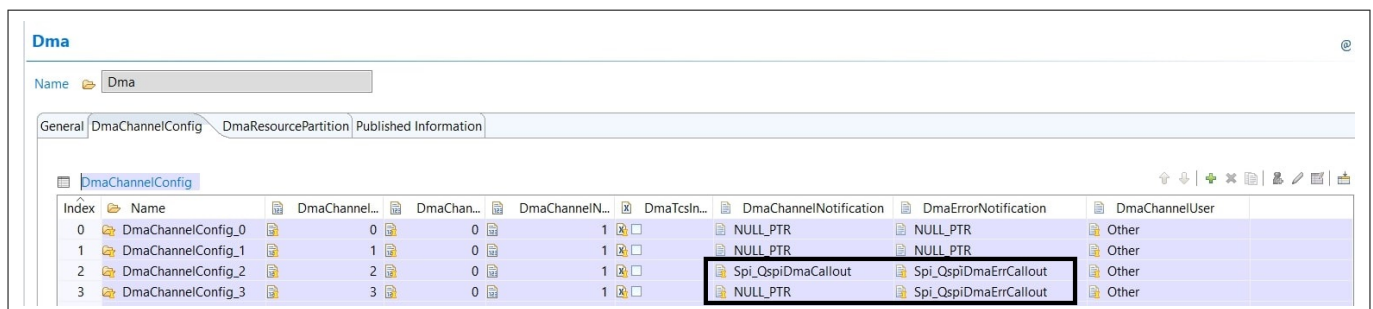 Dma
@
Name Dma
General DmaChannelConfig DmaResourcePartition Published Information
DmaChannelConfig
Index Name DmaChannel... DmaChan... DmaChannelN... DmaTcsIn... DmaChannelNotification DmaErrorNotification DmaChannelUser
0 DmaChannelConfig_0 0 0 1 NULL_PTR NULL_PTR Other
1 DmaChannelConfig_1 1 0 1 NULL_PTR NULL_PTR Other
2 DmaChannelConfig_2 2 0 1 Spi_QspiDmaCallout Spi_QspiDmaErrCallout Other
3 DmaChannelConfig_3 3 0 1 NULL_PTR Spi_QspiDmaErrCallout Other